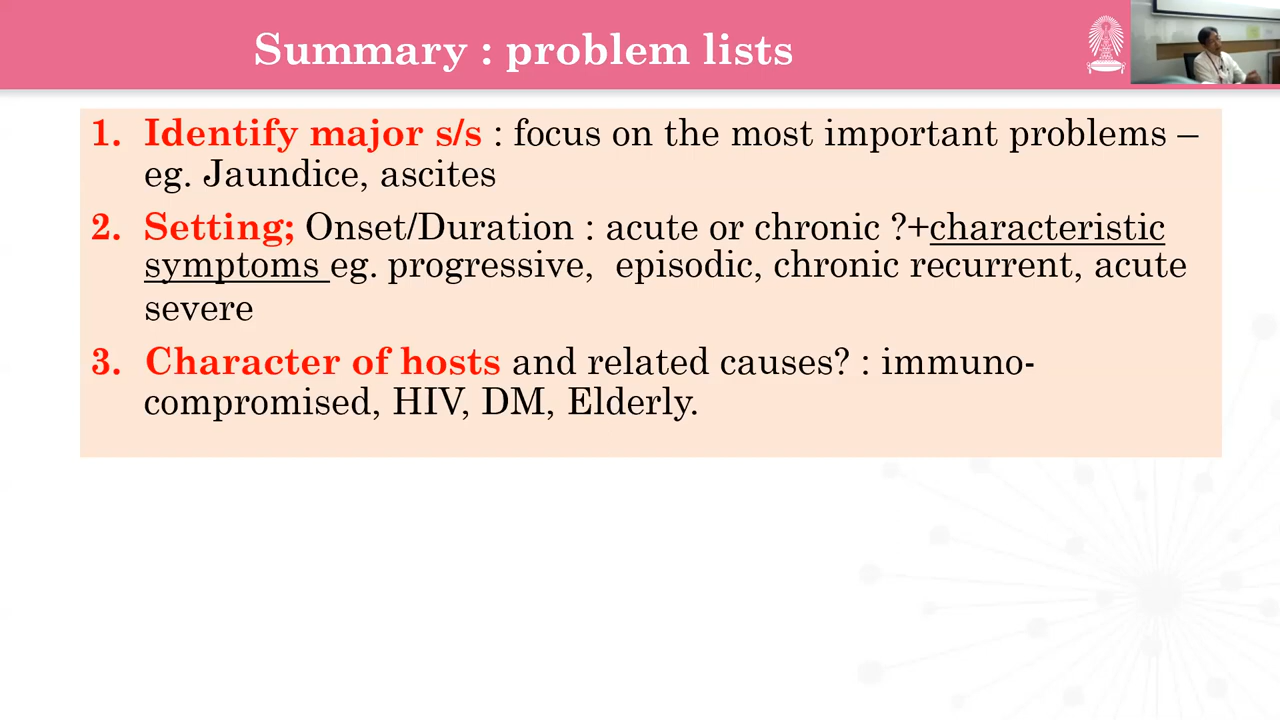 Summary : problem lists
1. Identify major s/s : focus on the most important problems –
eg. Jaundice, ascites
2. Setting; Onset/Duration : acute or chronic ?+characteristic
symptoms eg. progressive, episodic, chronic recurrent, acute
severe
3. Character of hosts and related causes? : immuno-
compromised, HIV, DM, Elderly.